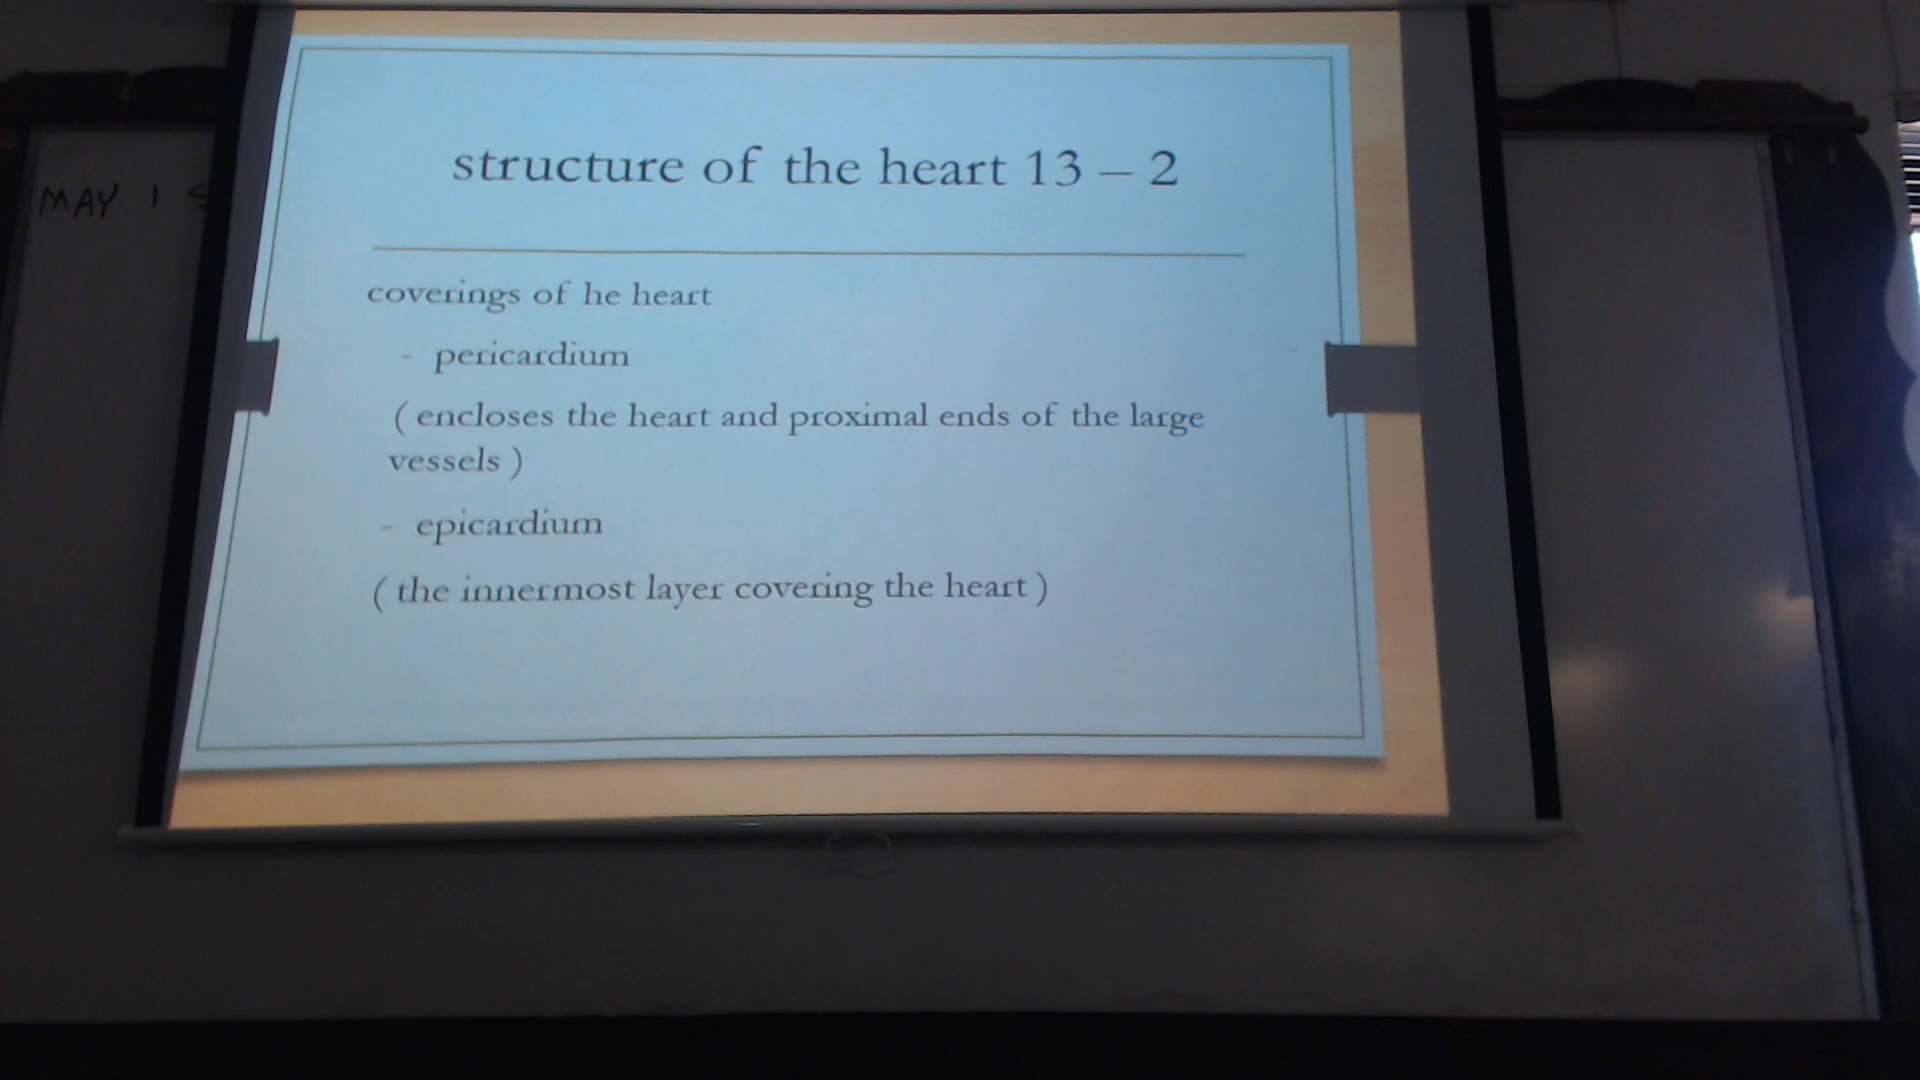 MAY 1
structure of the heart 13 – 2
coverings of he heart
- pericardium
( encloses the heart and proximal ends of the large
vessels )
- epicardium
( the innermost layer covering the heart )